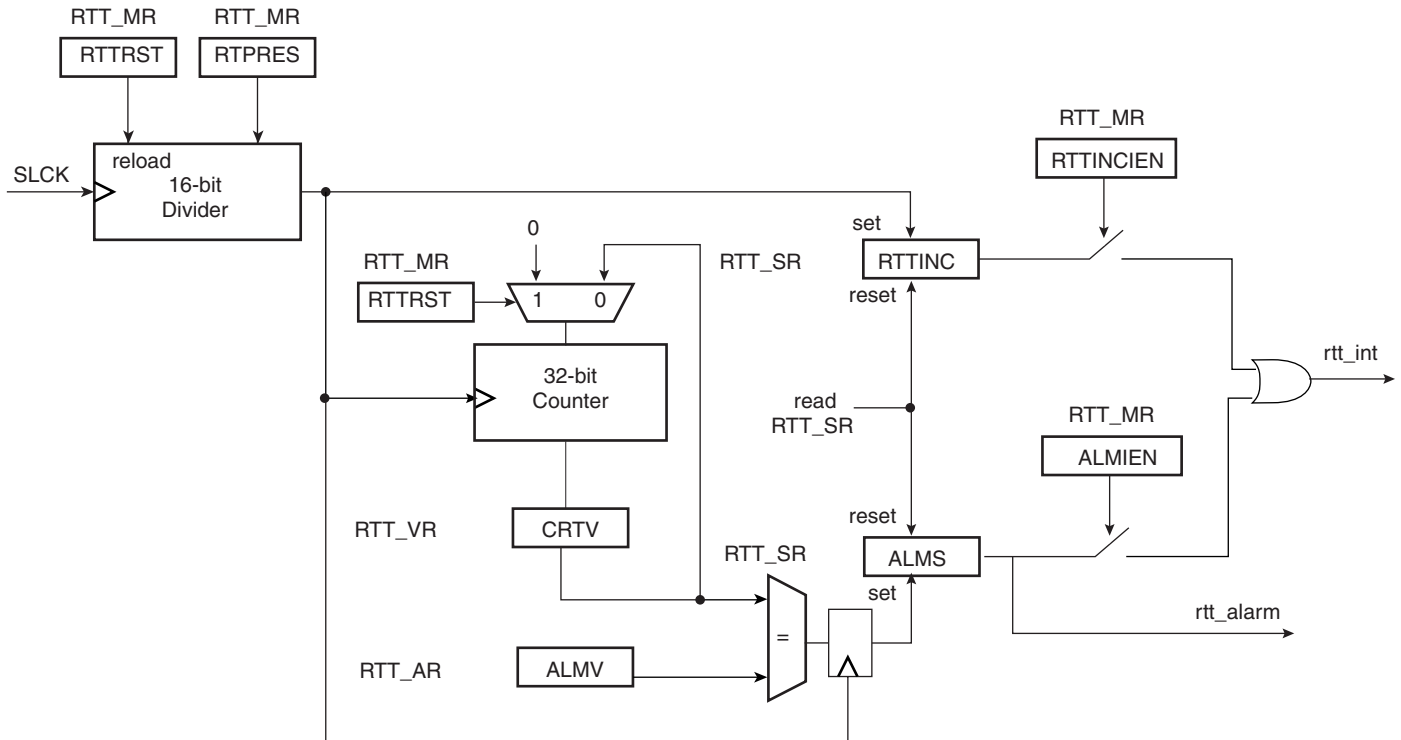 RTT_MR RTT_MR
RTTRST RTPRES
reload
16-bit
Divider
SLCK
RTT_MR
RTTINCIEN
0
set
RTT_MR
RTT_SR
RTTINC
RTTRST
1 0
reset
32-bit
Counter
rtt_int
read
RTT_SR
RTT_MR
ALMIEN
reset
RTT_VR
CRTV
RTT_SR
ALMS
set
rtt_alarm
=
RTT_AR
ALMV